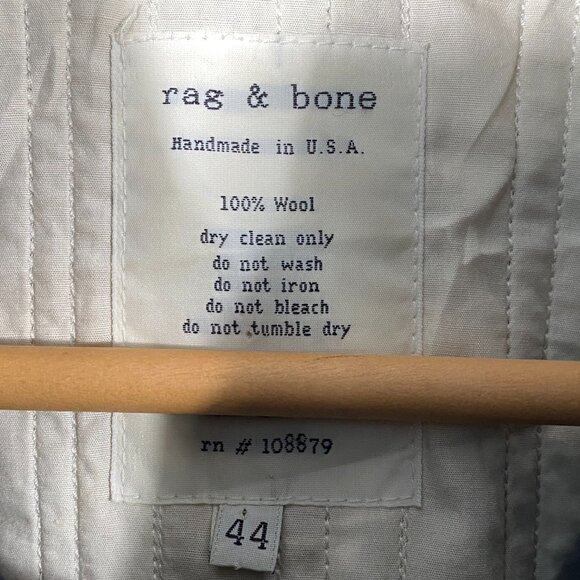 rag & bone
Handmade in U.S.A.
100% Wool
dry clean only
do not wash
do not iron
do not bleach
do not tumble dry
rn # 108879
44